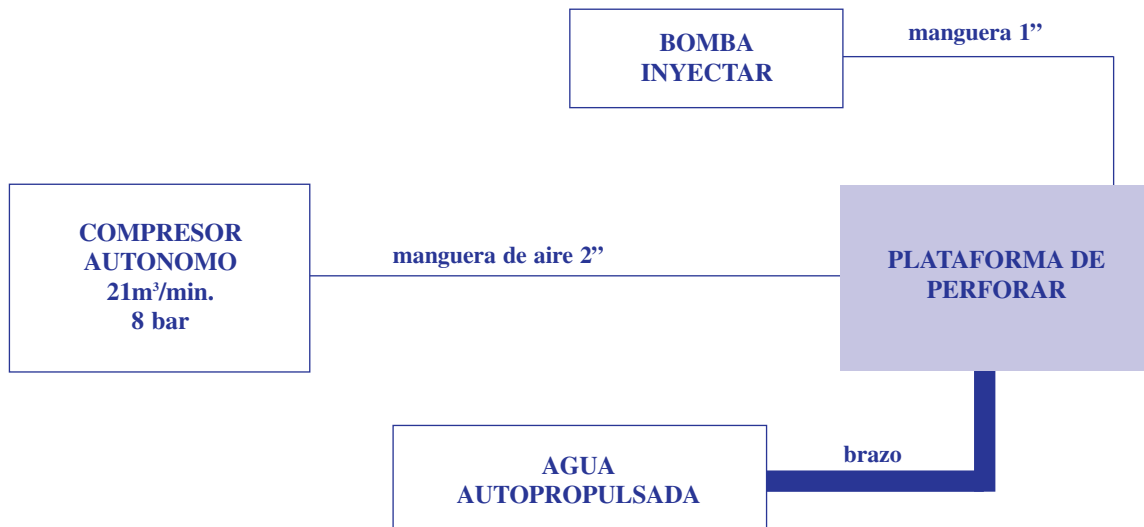 BOMBA
INYECTAR
manguera 1”
COMPRESOR
AUTONOMO
21m³/min.
8 bar
manguera de aire 2”
PLATAFORMA DE
PERFORAR
AGUA
AUTOPROPULSADA
brazo